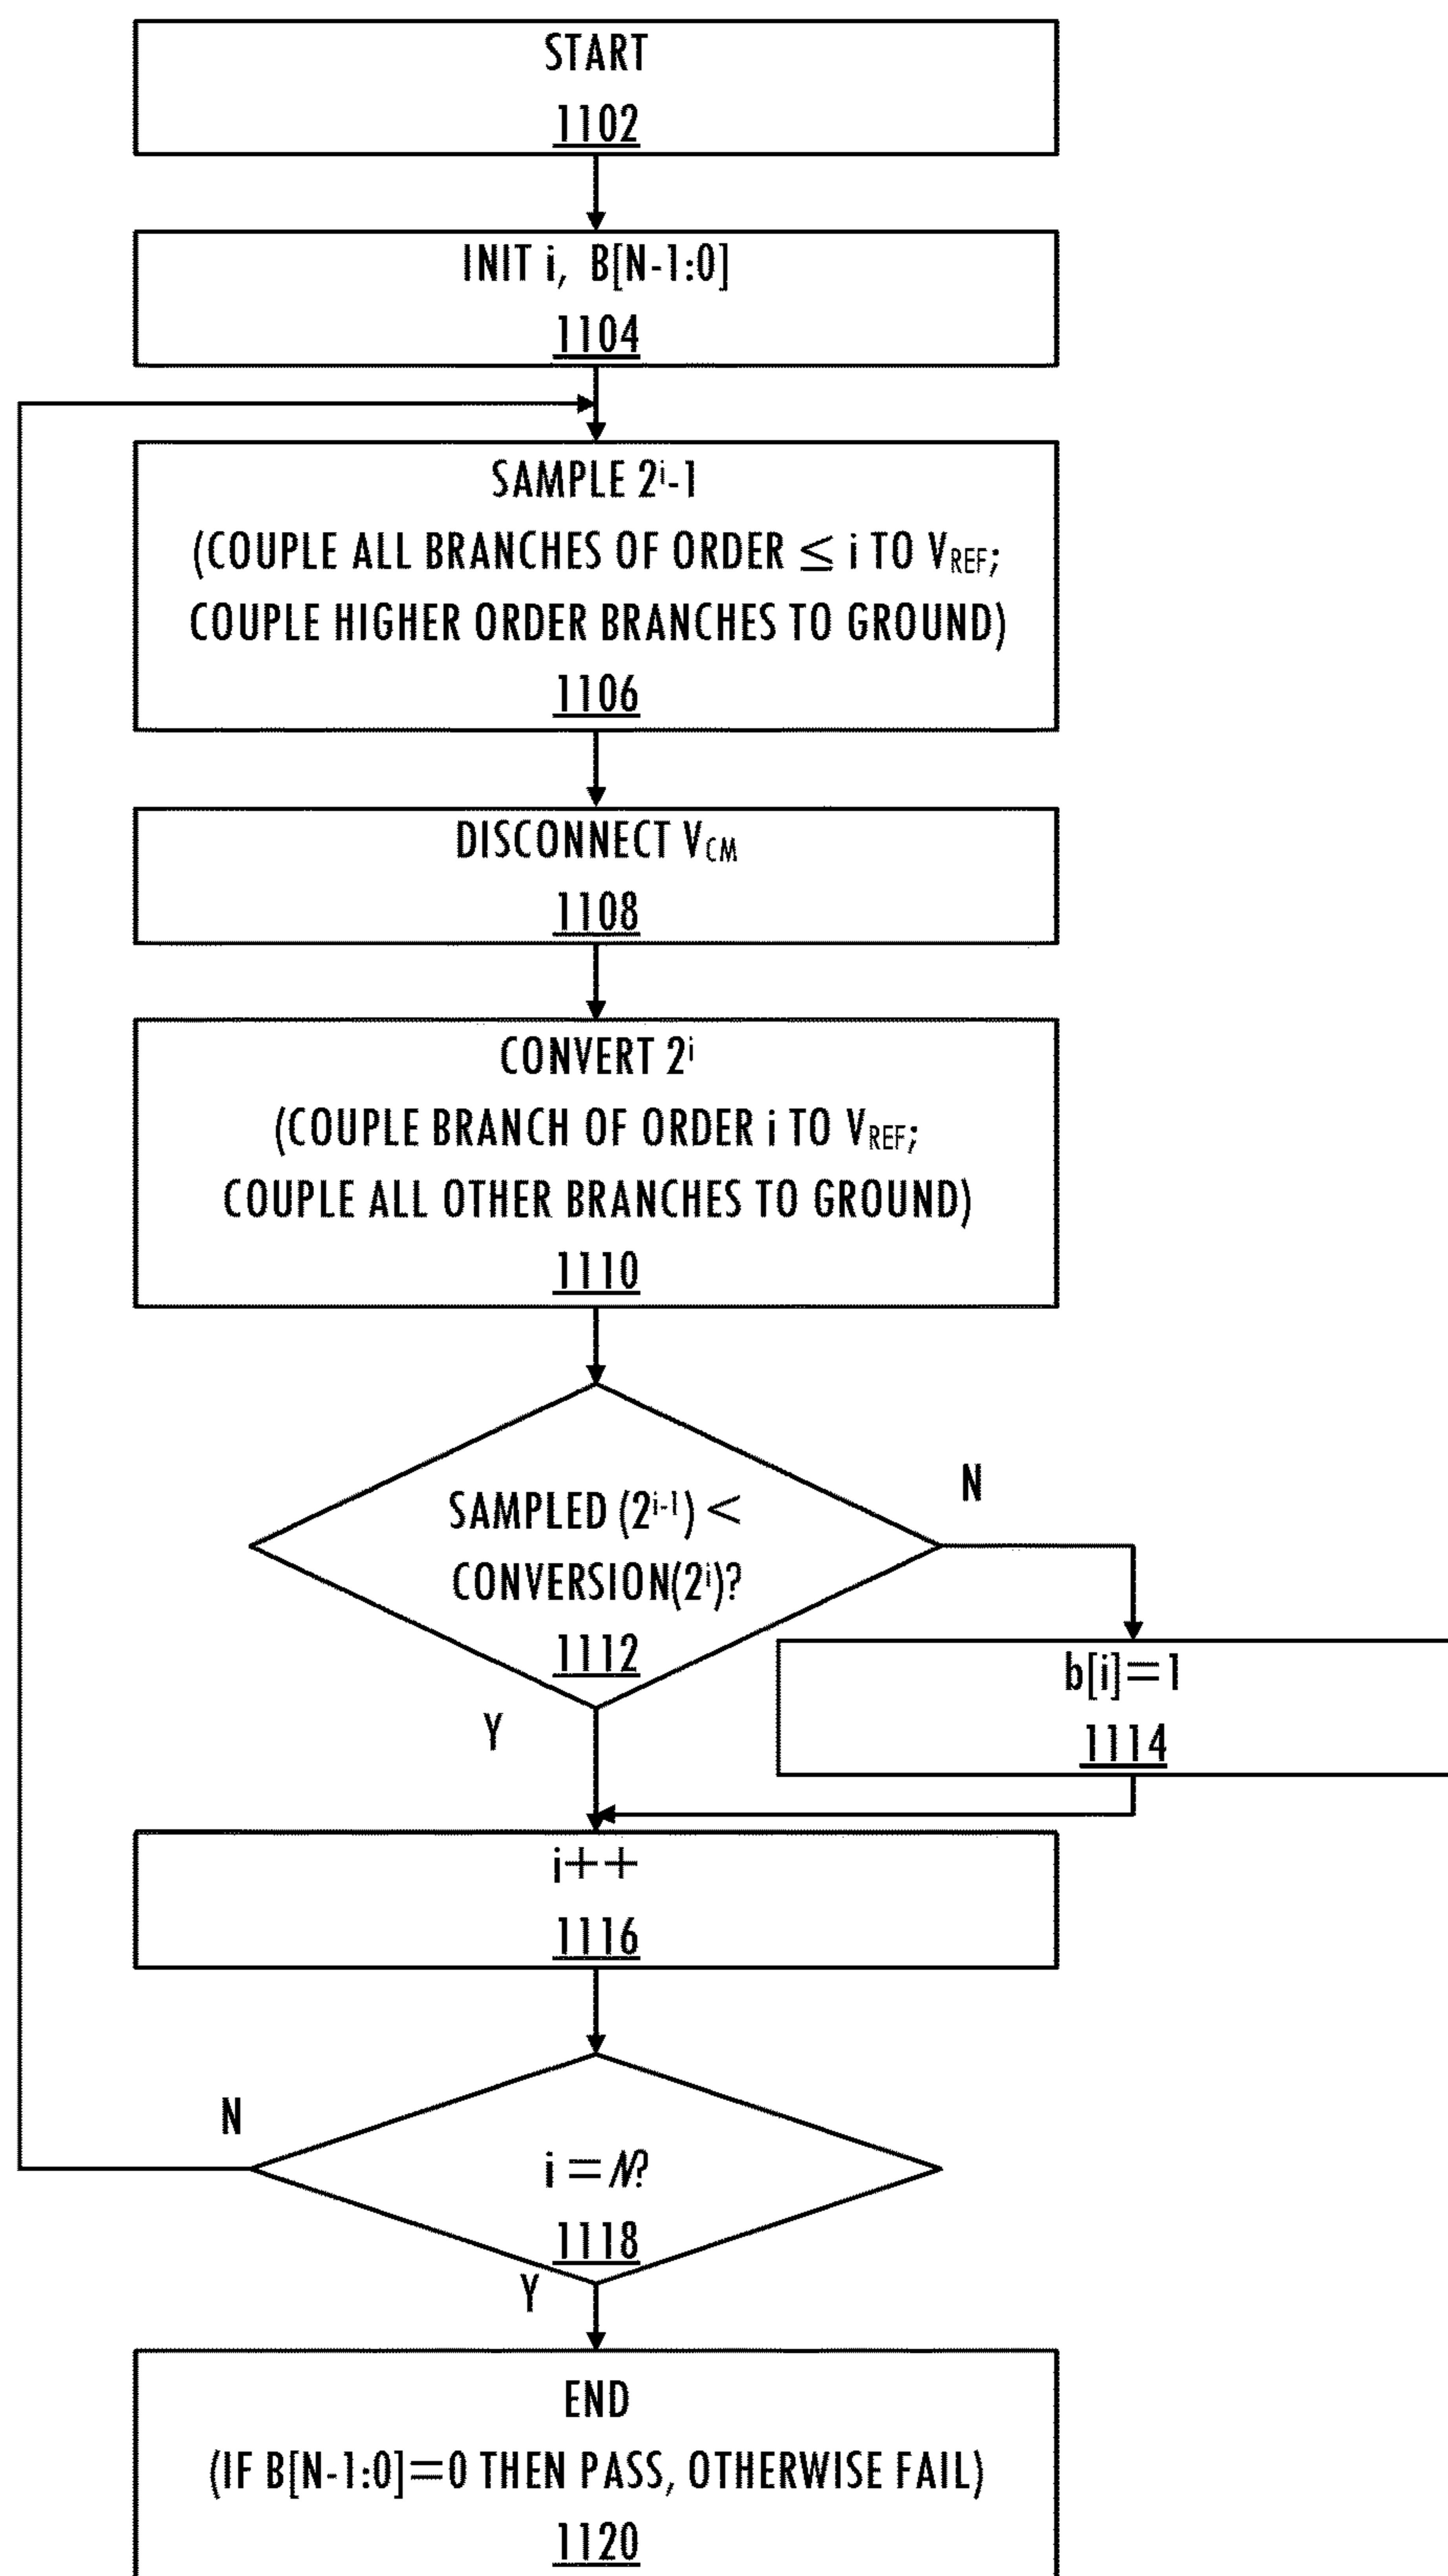 START
1102
INIT i, B[N-1:0]
1104
SAMPLE 2ⁱ-1
(COUPLE ALL BRANCHES OF ORDER ≤ i TO VREF;
COUPLE HIGHER ORDER BRANCHES TO GROUND)
1106
DISCONNECT VCM
1108
CONVERT 2ⁱ
(COUPLE BRANCH OF ORDER i TO VREF;
COUPLE ALL OTHER BRANCHES TO GROUND)
1110
SAMPLED (2ⁱ⁻¹) <
CONVERSION(2ⁱ)?
1112
N
b[i]=1
1114
Y
i++
1116
N
i =N?
1118
Y
END
(IF B[N-1:0]=0 THEN PASS, OTHERWISE FAIL)
1120